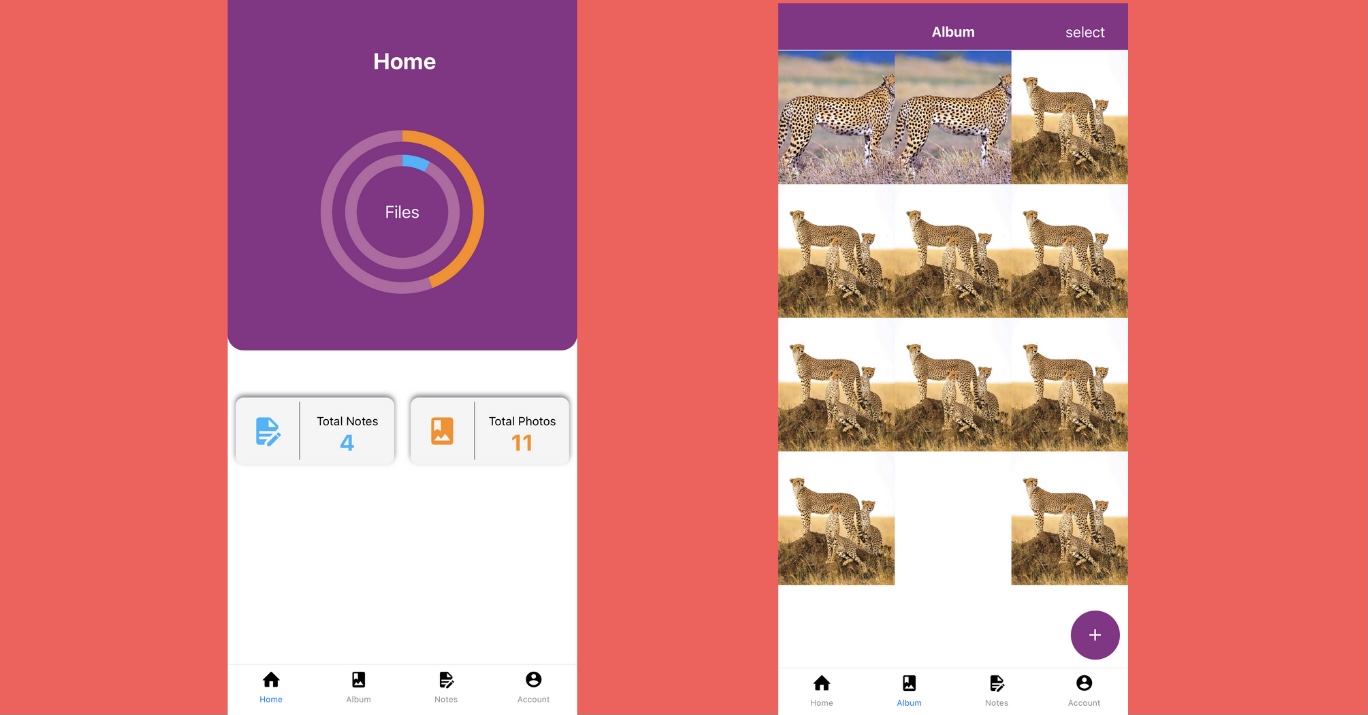 Home
Files
Total Notes
4
Total Photos
11
Home
Album
Notes
Account
Album
select
+
Home
Album
Notes
Account